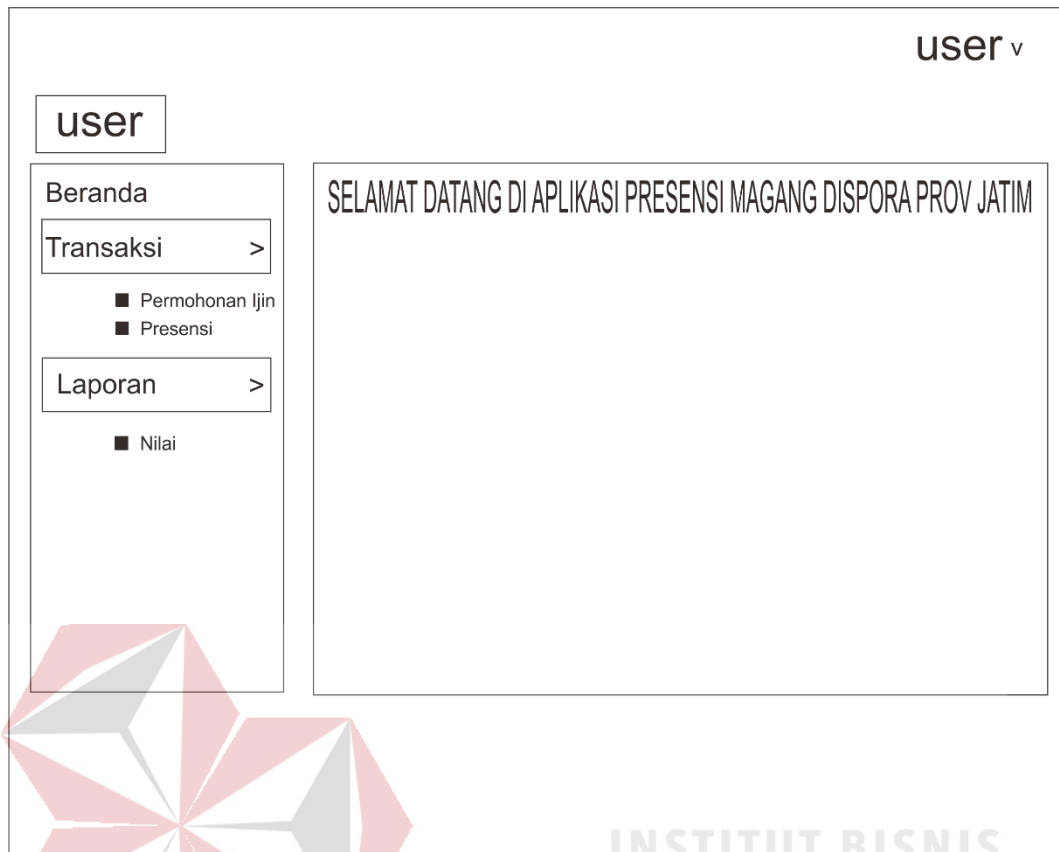 user v
user
Beranda
SELAMAT DATANG DI APLIKASI PRESENSI MAGANG DISPORA PROV JATIM
Transaksi >
Permohonan Ijin
Presensi
Laporan >
Nilai
INSTITUT BISNIS